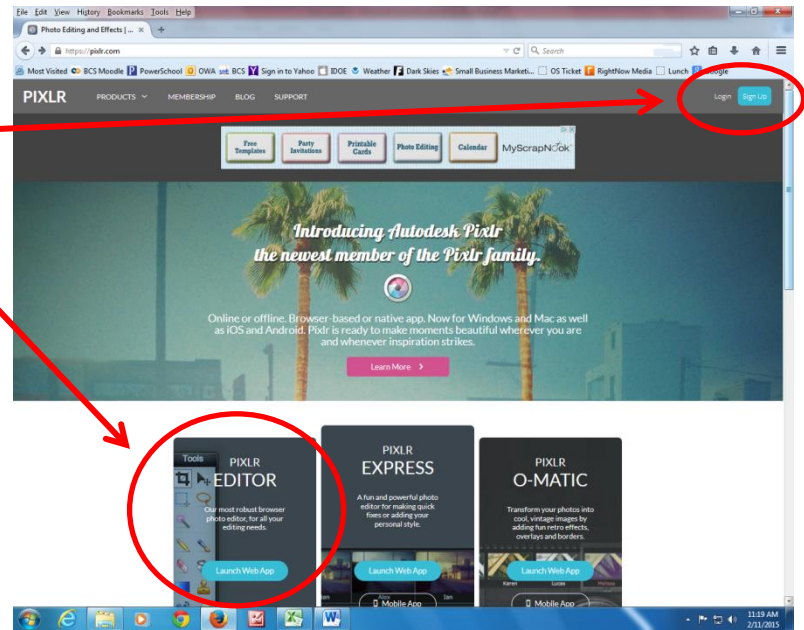 File Edit View History Bookmarks Tools Help
Photo Editing and Effects | ...
https://pixlr.com
Search
Most Visited BCS Moodle PowerSchool OWA BCS Sign in to Yahoo IDOE Weather Dark Skies Small Business Marketi... OS Ticket RightNow Media Lunch
PIXLR PRODUCTS MEMBERSHIP BLOG SUPPORT Login Sign Up
Free Templates
Party Invitations
Printable Cards
Photo Editing
Calendar
MyScrapNook
Introducing Autodesk Pixlr
the newest member of the Pixlr family.
Online or offline. Browser-based or native app. Now for Windows and Mac as well
as iOS and Android. Pixlr is ready to make moments beautiful wherever you are
and whenever inspiration strikes.
Learn More
Tools
PIXLR
EDITOR
Our most robust browser
photo editor, for all your
editing needs.
Launch Web App
PIXLR
EXPRESS
A fun and powerful photo
editor for making quick
fixes or adding your
personal style.
Launch Web App
Alex
Ian
Mobile App
PIXLR
O-MATIC
Transform your photos into
cool, vintage images by
adding fun retro effects,
overlays and borders.
Launch Web App
Karen
Lucas
Melissa
Mobile App
11:19 AM
2/11/2015